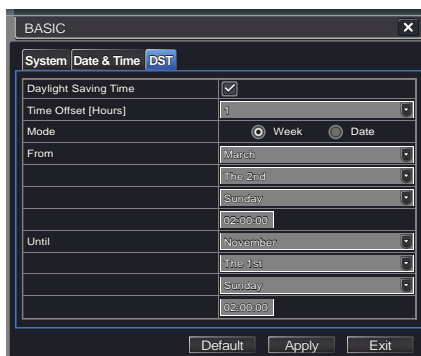 BASIC
System Date & Time DST
Daylight Saving Time
Time Offset [Hours] 1
Mode Week Date
From March
The 2nd
Sunday
02:00:00
Until November
The 1st
Sunday
02:00:00
Default Apply Exit